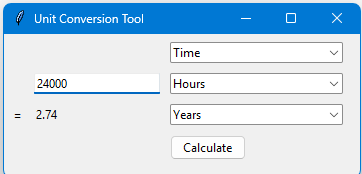 Unit Conversion Tool
Time
24000 Hours
= 2.74 Years
Calculate